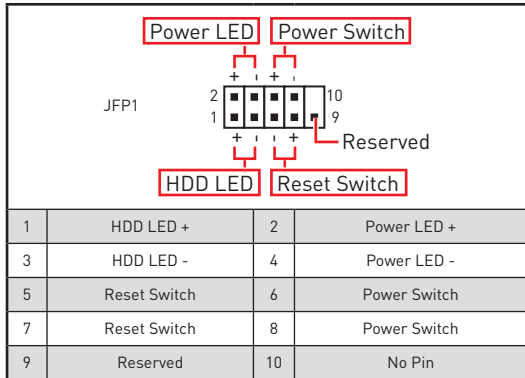 Power LED Power Switch
+ - + -
JFP1
2 10
1 9
+ - - +
Reserved
HDD LED Reset Switch
1 HDD LED + 2 Power LED +
3 HDD LED - 4 Power LED -
5 Reset Switch 6 Power Switch
7 Reset Switch 8 Power Switch
9 Reserved 10 No Pin